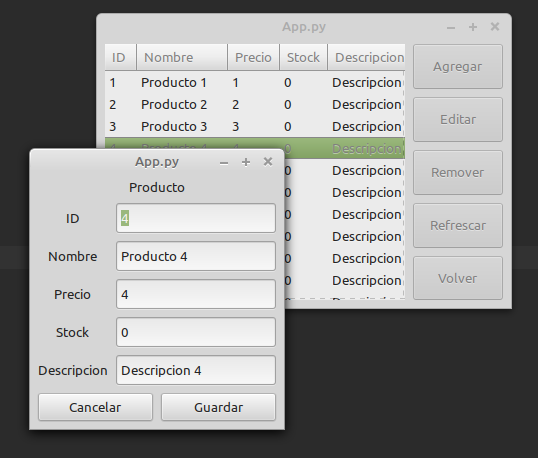 App.py
ID Nombre Precio Stock Descripcion
Agregar
Editar
Remover
Refrescar
Volver
1 Producto 1 1 0 Descripcion
2 Producto 2 2 0 Descripcion
3 Producto 3 3 0 Descripcion
0 Descripcion
0 Descripcion
0 Descripcion
0 Descripcion
0 Descripcion
0 Descripcion
0 Descripcion
App.py
Producto
ID 4
Nombre Producto 4
Precio 4
Stock 0
Descripcion Descripcion 4
Cancelar Guardar